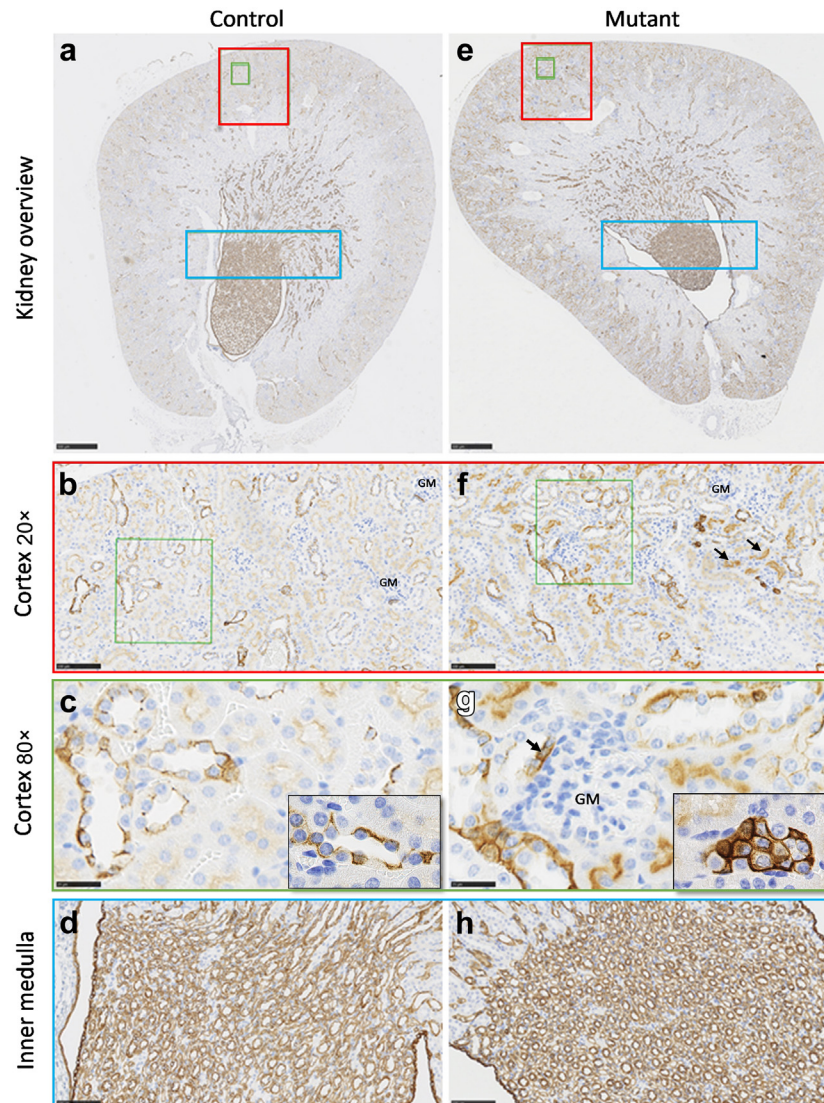 Control
Mutant
Kidney overview
a
e
Cortex 20×
b
GM
GM
f
GM
Cortex 80×
c
g
GM
Inner medulla
d
h